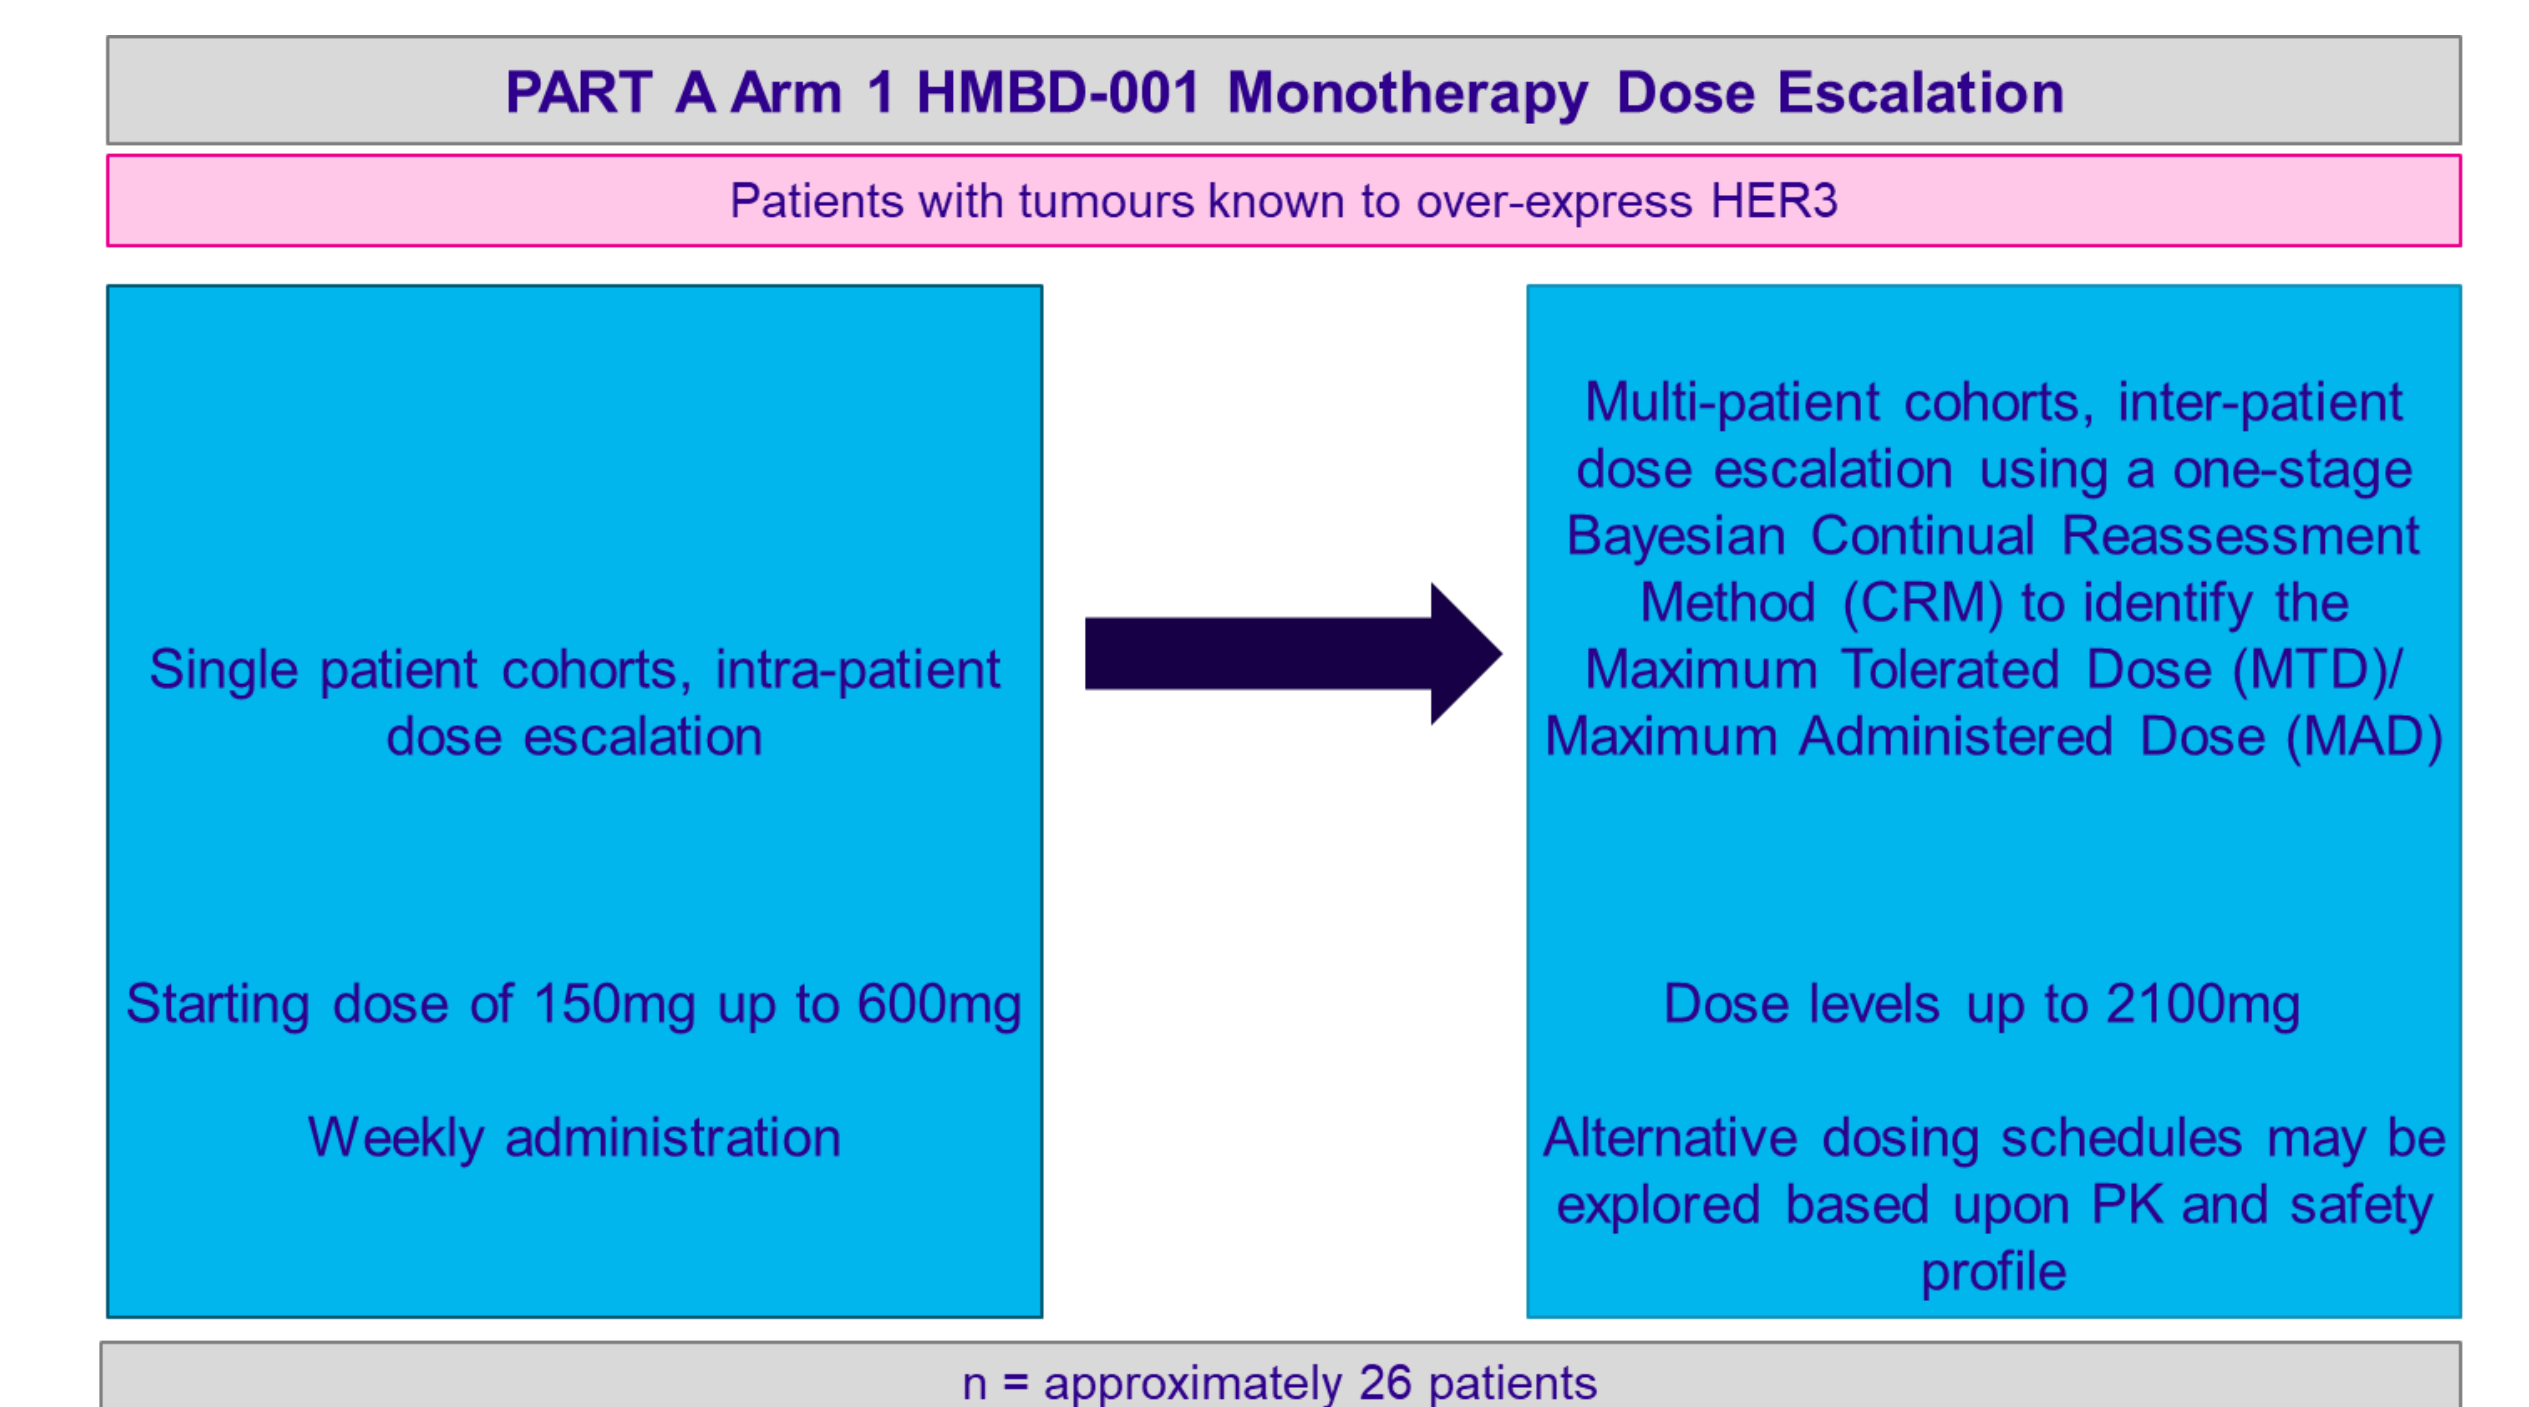 PART A Arm 1 HMBD-001 Monotherapy Dose Escalation
Patients with tumours known to over-express HER3
Single patient cohorts, intra-patient
dose escalation
Starting dose of 150mg up to 600mg
Weekly administration
Multi-patient cohorts, inter-patient
dose escalation using a one-stage
Bayesian Continual Reassessment
Method (CRM) to identify the
Maximum Tolerated Dose (MTD)/
Maximum Administered Dose (MAD)
Dose levels up to 2100mg
Alternative dosing schedules may be
explored based upon PK and safety
profile
n = approximately 26 patients